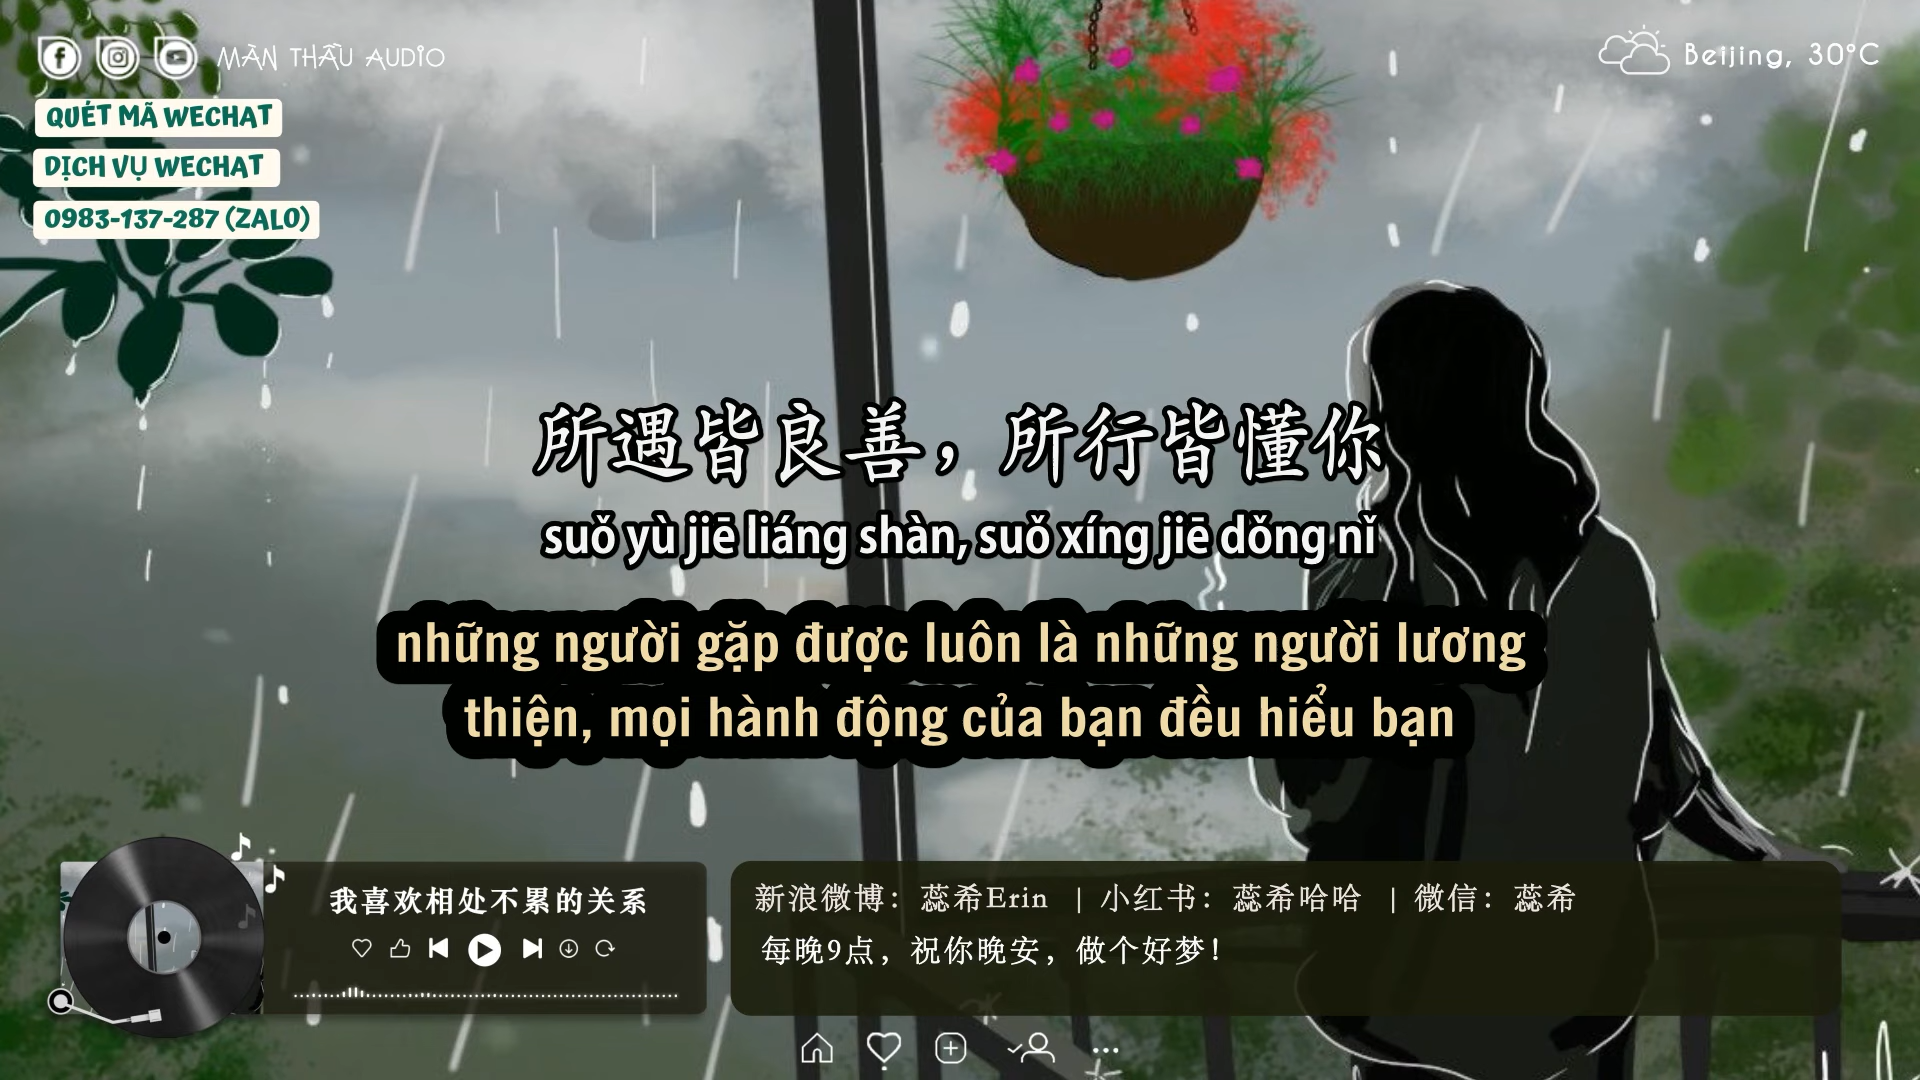 MÀN THẦU AUDIO
Beijing, 30°C
QUÉT MÃ WECHAT
DỊCH VỤ WECHAT
0983-137-287 (ZALO)
所遇皆良善，所行皆懂你
suǒ yù jiē liáng shàn, suǒ xíng jiē dǒng nǐ
những người gặp được luôn là những người lương
thiện, mọi hành động của bạn đều hiểu bạn
我喜欢相处不累的关系
新浪微博：蕊希Erin | 小红书：蕊希哈哈 | 微信：蕊希
每晚9点，祝你晚安，做个好梦！